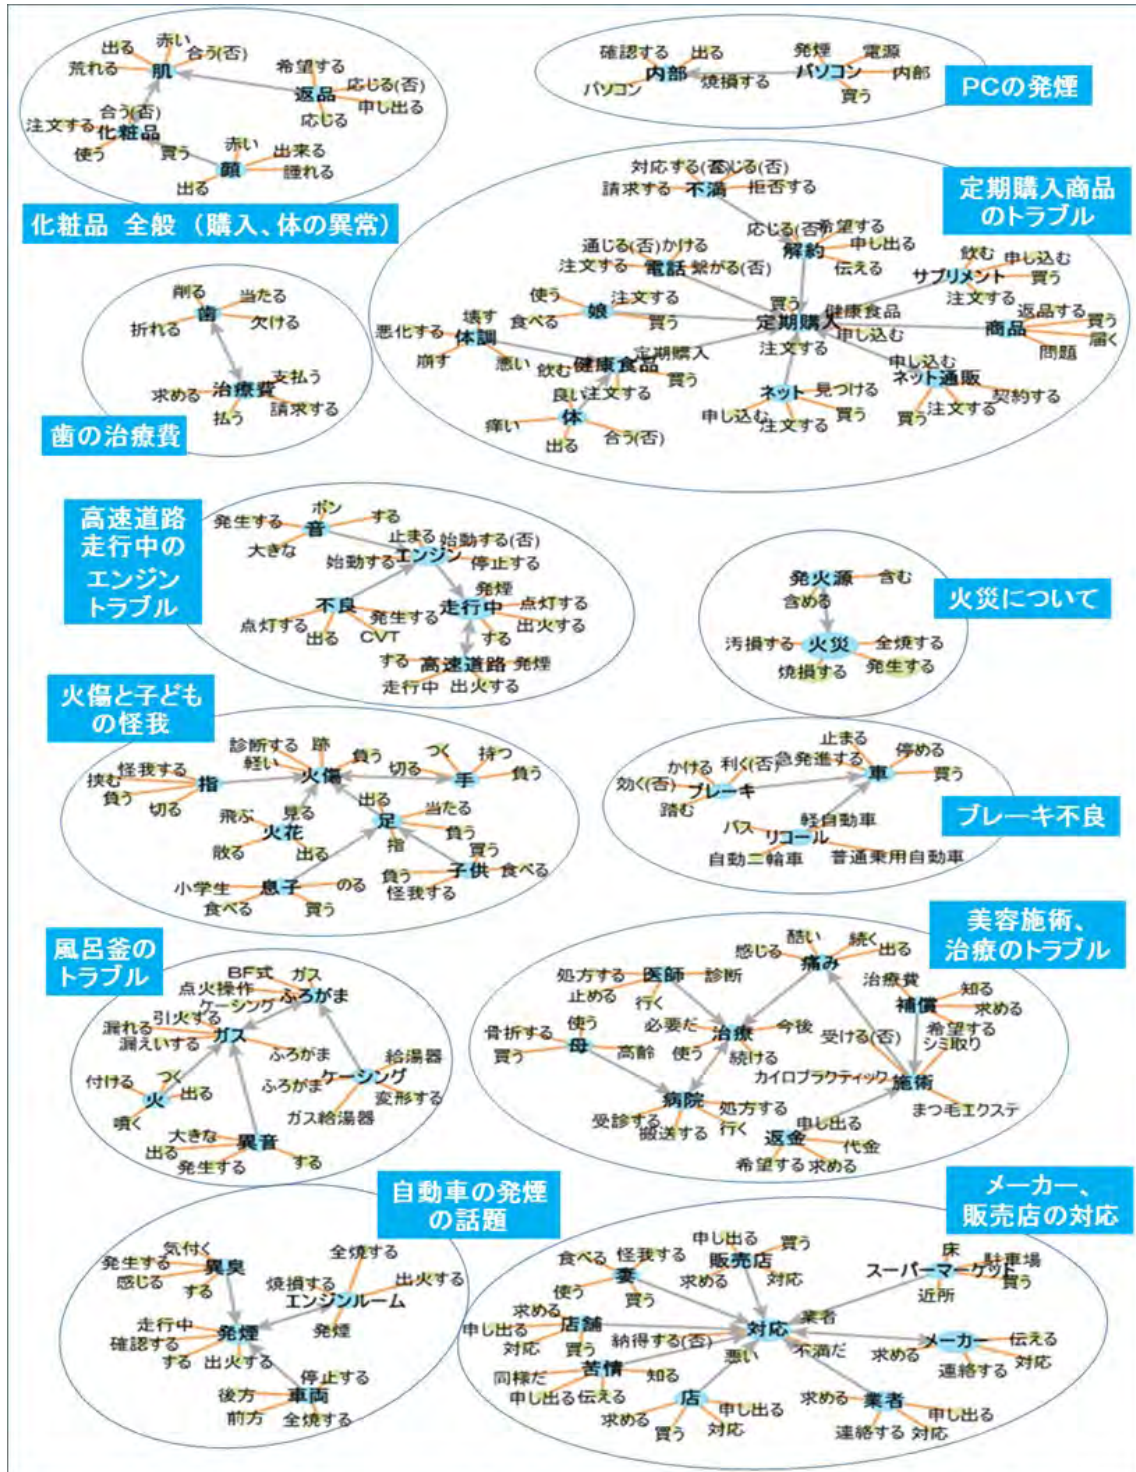 出る
赤い
合う(否)
荒れる
肌
希望する
応じる(否)
返品
申し出る
応じる
合う(否)
注文する
化粧品
使う
買う
赤い
出来る
顔
腫れる
出る
化粧品 全般 (購入、体の異常)
確認する
出る
内部
パソコン
焼損する
発煙
電源
パソコン
内部
買う
PCの発煙
対応する(否)
応じる(否)
請求する
不満
拒否する
定期購入商品
のトラブル
応じる(否)
希望する
解約
申し出る
伝える
通じる(否)
かける
注文する
電話
繋がる(否)
飲む
申し込む
サプリメント
買う
注文する
使う
注文する
娘
食べる
買う
買う
健康食品
定期購入
申し込む
注文する
返品する
買う
商品
届く
問題
壊す
悪化する
体調
崩す
悪い
定期購入
飲む
健康食品
買う
良い
注文する
体
痒い
出る
合う(否)
ネット
見つける
申し込む
買う
注文する
申し込む
ネット通販
契約する
注文する
買う
削る
当たる
歯
折れる
欠ける
支払う
求める
治療費
請求する
払う
歯の治療費
高速道路
走行中の
エンジン
トラブル
ボン
発生する
する
音
大きな
止まる
始動する(否)
エンジン
始動する
停止する
発煙
不良
発生する
点灯する
出る
CVT
走行中
点灯する
出火する
する
する
高速道路
発煙
走行中
出火する
発火源
含む
含める
火災
汚損する
全焼する
焼損する
発生する
火災について
火傷と子ども
の怪我
診断する
跡
軽い
負う
火傷
怪我する
挟む
指
負う
切る
つく
持つ
切る
手
負う
飛ぶ
見る
火花
散る
出る
出る
当たる
足
負う
指
買う
負う
子供
食べる
怪我する
小学生
息子
のる
食べる
買う
止まる
急発進する
停める
車
買う
かける
利く(否)
効く(否)
ブレーキ
踏む
軽自動車
バス
リコール
自動二輪車
普通乗用自動車
ブレーキ不良
風呂釜の
トラブル
BF式
ガス
点火操作
ふろがま
ケーシング
引火する
漏れる
ガス
漏えいする
ふろがま
付ける
つく
火
出る
噴く
給湯器
ふろがま
ケーシング
変形する
ガス給湯器
大きな
出る
異音
発生する
する
美容施術、
治療のトラブル
酷い
続く
感じる
痛み
出る
処方する
医師
診断
止める
行く
治療費
知る
補償
求める
希望する
使う
骨折する
母
買う
高齢
必要だ
治療
今後
使う
続ける
受ける(否)
シミ取り
カイロプラクティック
施術
まつ毛エクステ
病院
処方する
受診する
行く
搬送する
申し出る
返金
代金
希望する
求める
自動車の発煙
の話題
気付く
発生する
異臭
感じる
する
全焼する
焼損する
出火する
エンジンルーム
発煙
走行中
発煙
確認する
する
出火する
停止する
後方
車両
前方
全焼する
メーカー、
販売店の対応
食べる
怪我する
妻
使う
買う
申し出る
買う
販売店
求める
対応
床
駐車場
スーパーマーケット
買う
近所
求める
店舗
申し出る
対応
買う
納得する(否)
対応
業者
悪い
不満だ
苦情
知る
同様だ
申し出る
伝える
メーカー
伝える
求める
対応
連絡する
店
申し出る
求める
対応
買う
求める
業者
申し出る
連絡する
対応